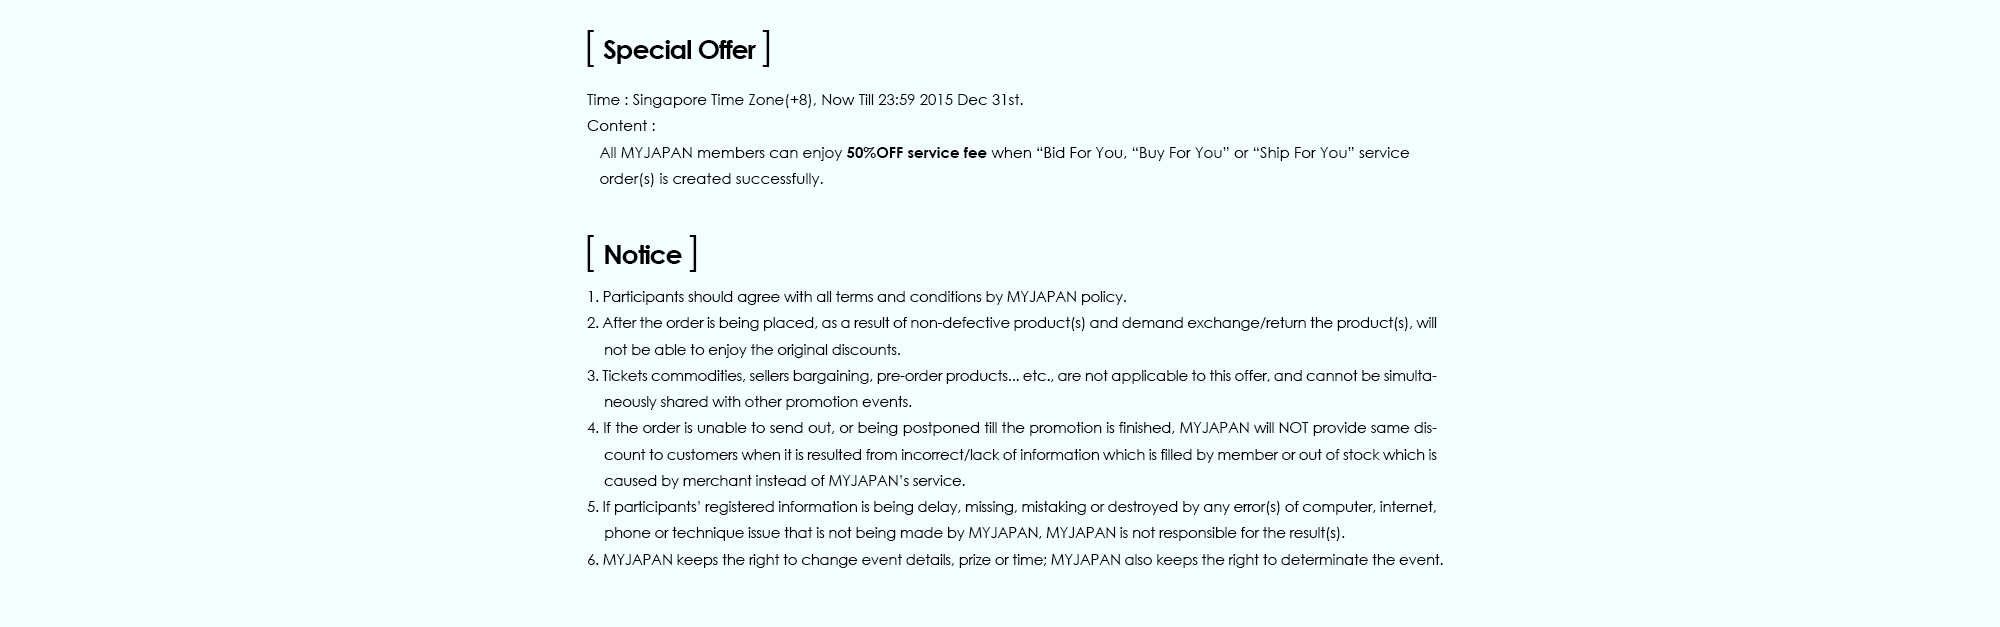 [ Special Offer ]
Time : Singapore Time Zone(+8), Now Till 23:59 2015 Dec 31st.
Content :
All MYJAPAN members can enjoy 50%OFF service fee when “Bid For You, “Buy For You” or “Ship For You” service
order(s) is created successfully.
[ Notice ]
1. Participants should agree with all terms and conditions by MYJAPAN policy.
2. After the order is being placed, as a result of non-defective product(s) and demand exchange/return the product(s), will
not be able to enjoy the original discounts.
3. Tickets commodities, sellers bargaining, pre-order products... etc., are not applicable to this offer, and cannot be simulta-
neously shared with other promotion events.
4. If the order is unable to send out, or being postponed till the promotion is finished, MYJAPAN will NOT provide same dis-
count to customers when it is resulted from incorrect/lack of information which is filled by member or out of stock which is
caused by merchant instead of MYJAPAN’s service.
5. If participants’ registered information is being delay, missing, mistaking or destroyed by any error(s) of computer, internet,
phone or technique issue that is not being made by MYJAPAN, MYJAPAN is not responsible for the result(s).
6. MYJAPAN keeps the right to change event details, prize or time; MYJAPAN also keeps the right to determinate the event.